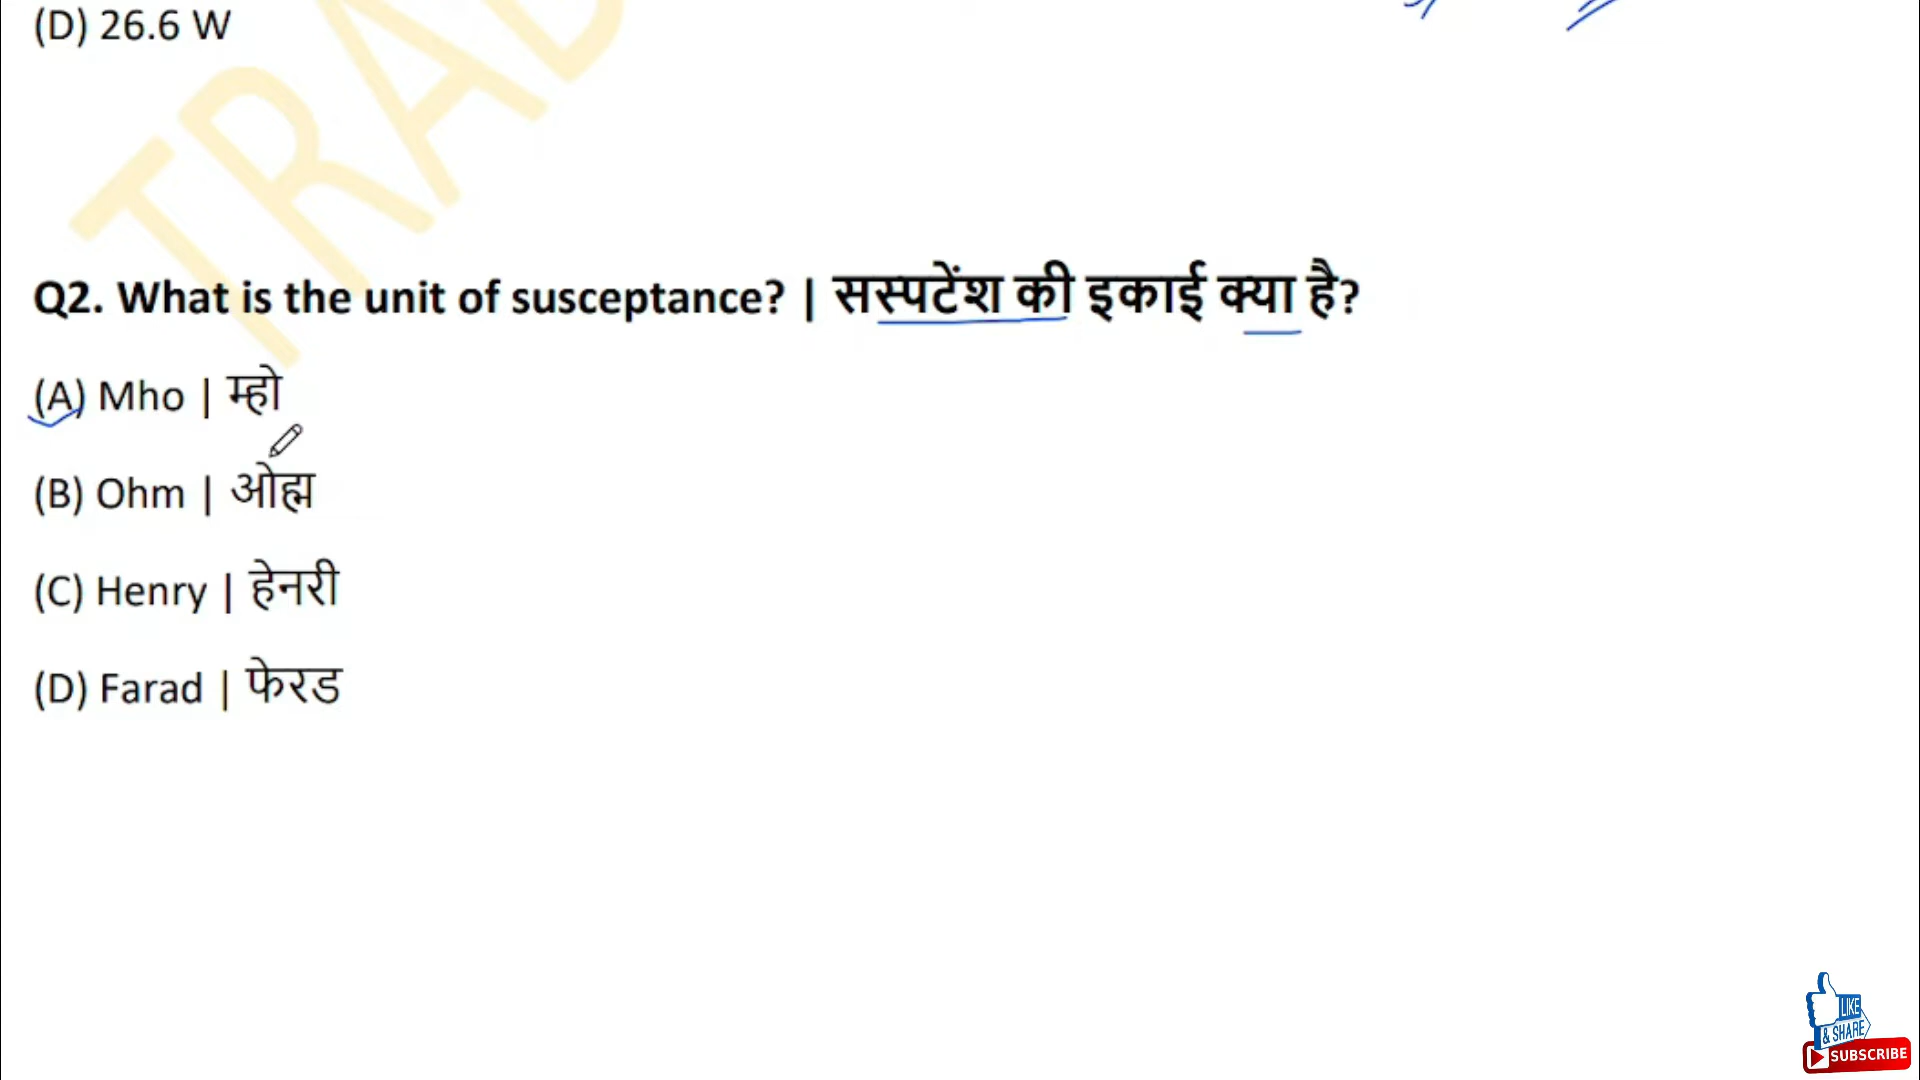 (D) 26.6 W
TRAD
Q2. What is the unit of susceptance? | सस्पटेंश की इकाई क्या है?
(A) Mho | म्हो
(B) Ohm | ओह्म
(C) Henry | हेनरी
(D) Farad | फेरड
LIKE
& SHARE
SUBSCRIBE